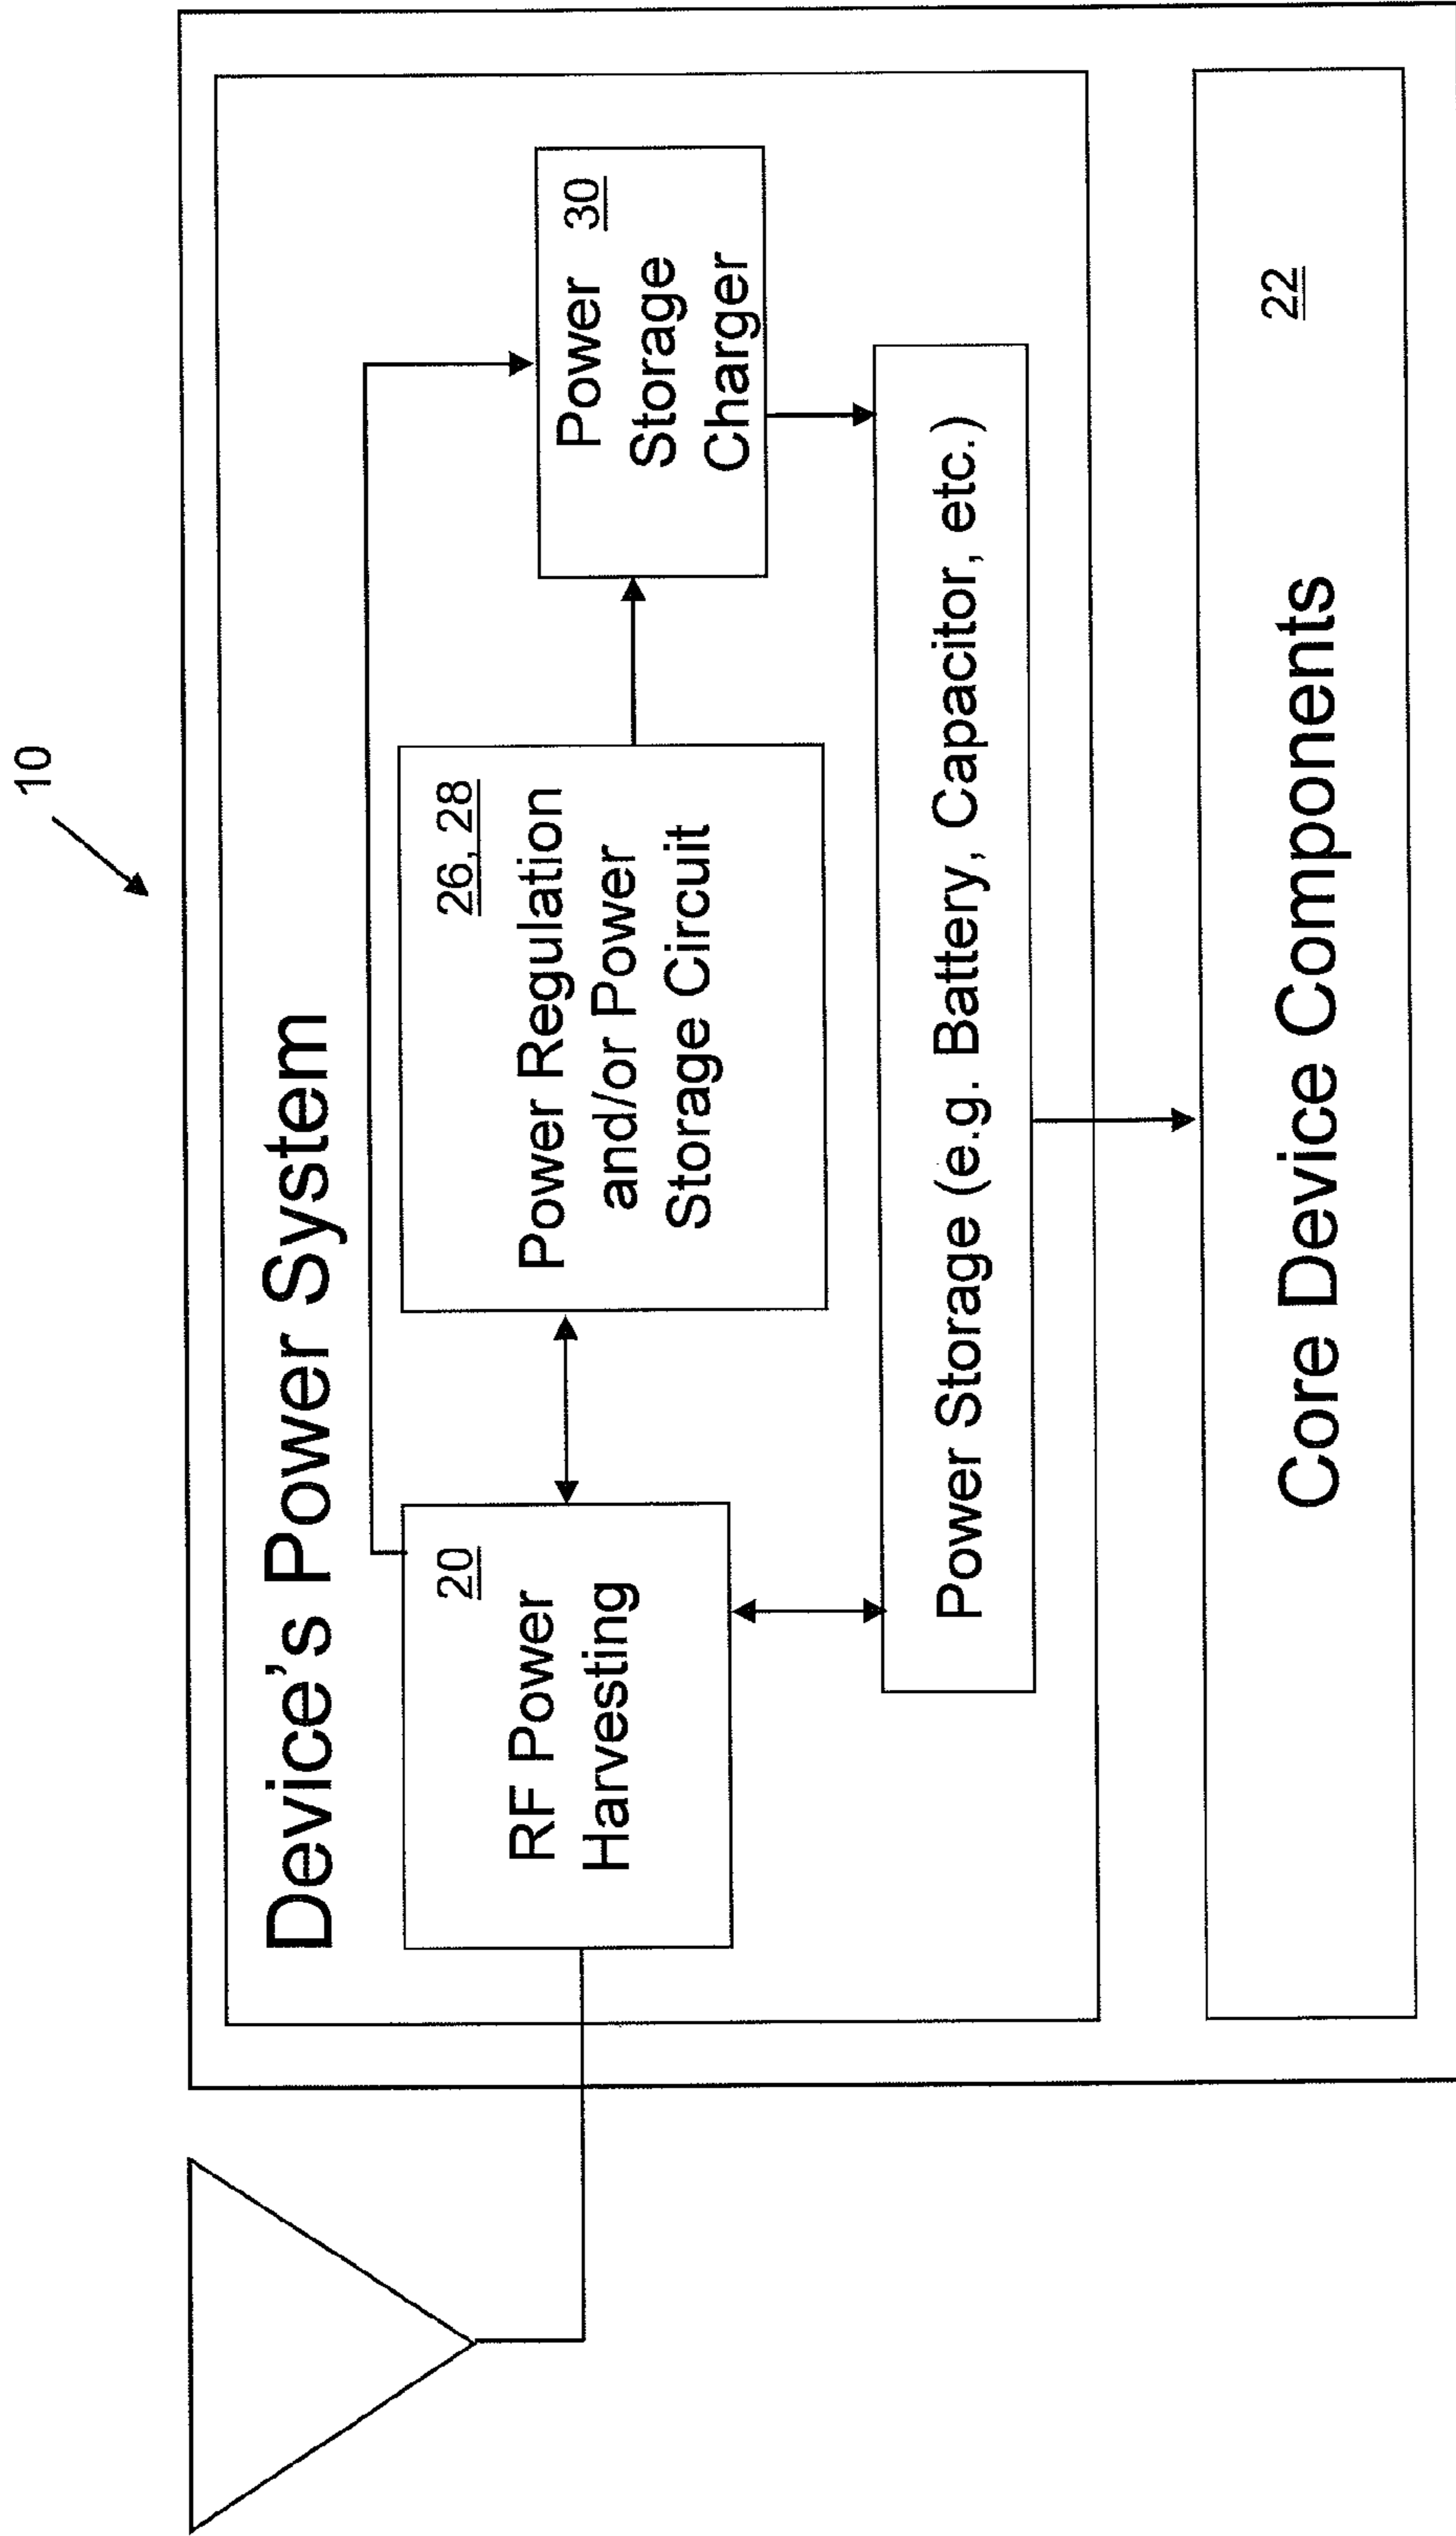 10
Device's Power System
20
RF Power
Harvesting
26, 28
Power Regulation
and/or Power
Storage Circuit
Power 30
Storage
Charger
Power Storage (e.g. Battery, Capacitor, etc.)
22
Core Device Components